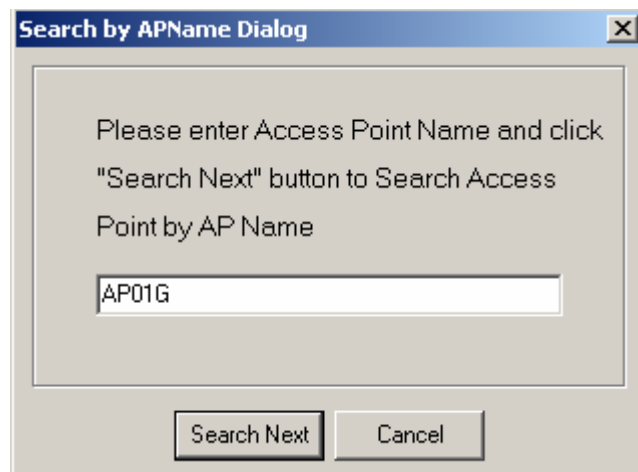 Search by APName Dialog
Please enter Access Point Name and click
"Search Next" button to Search Access
Point by AP Name
AP01G
Search Next Cancel